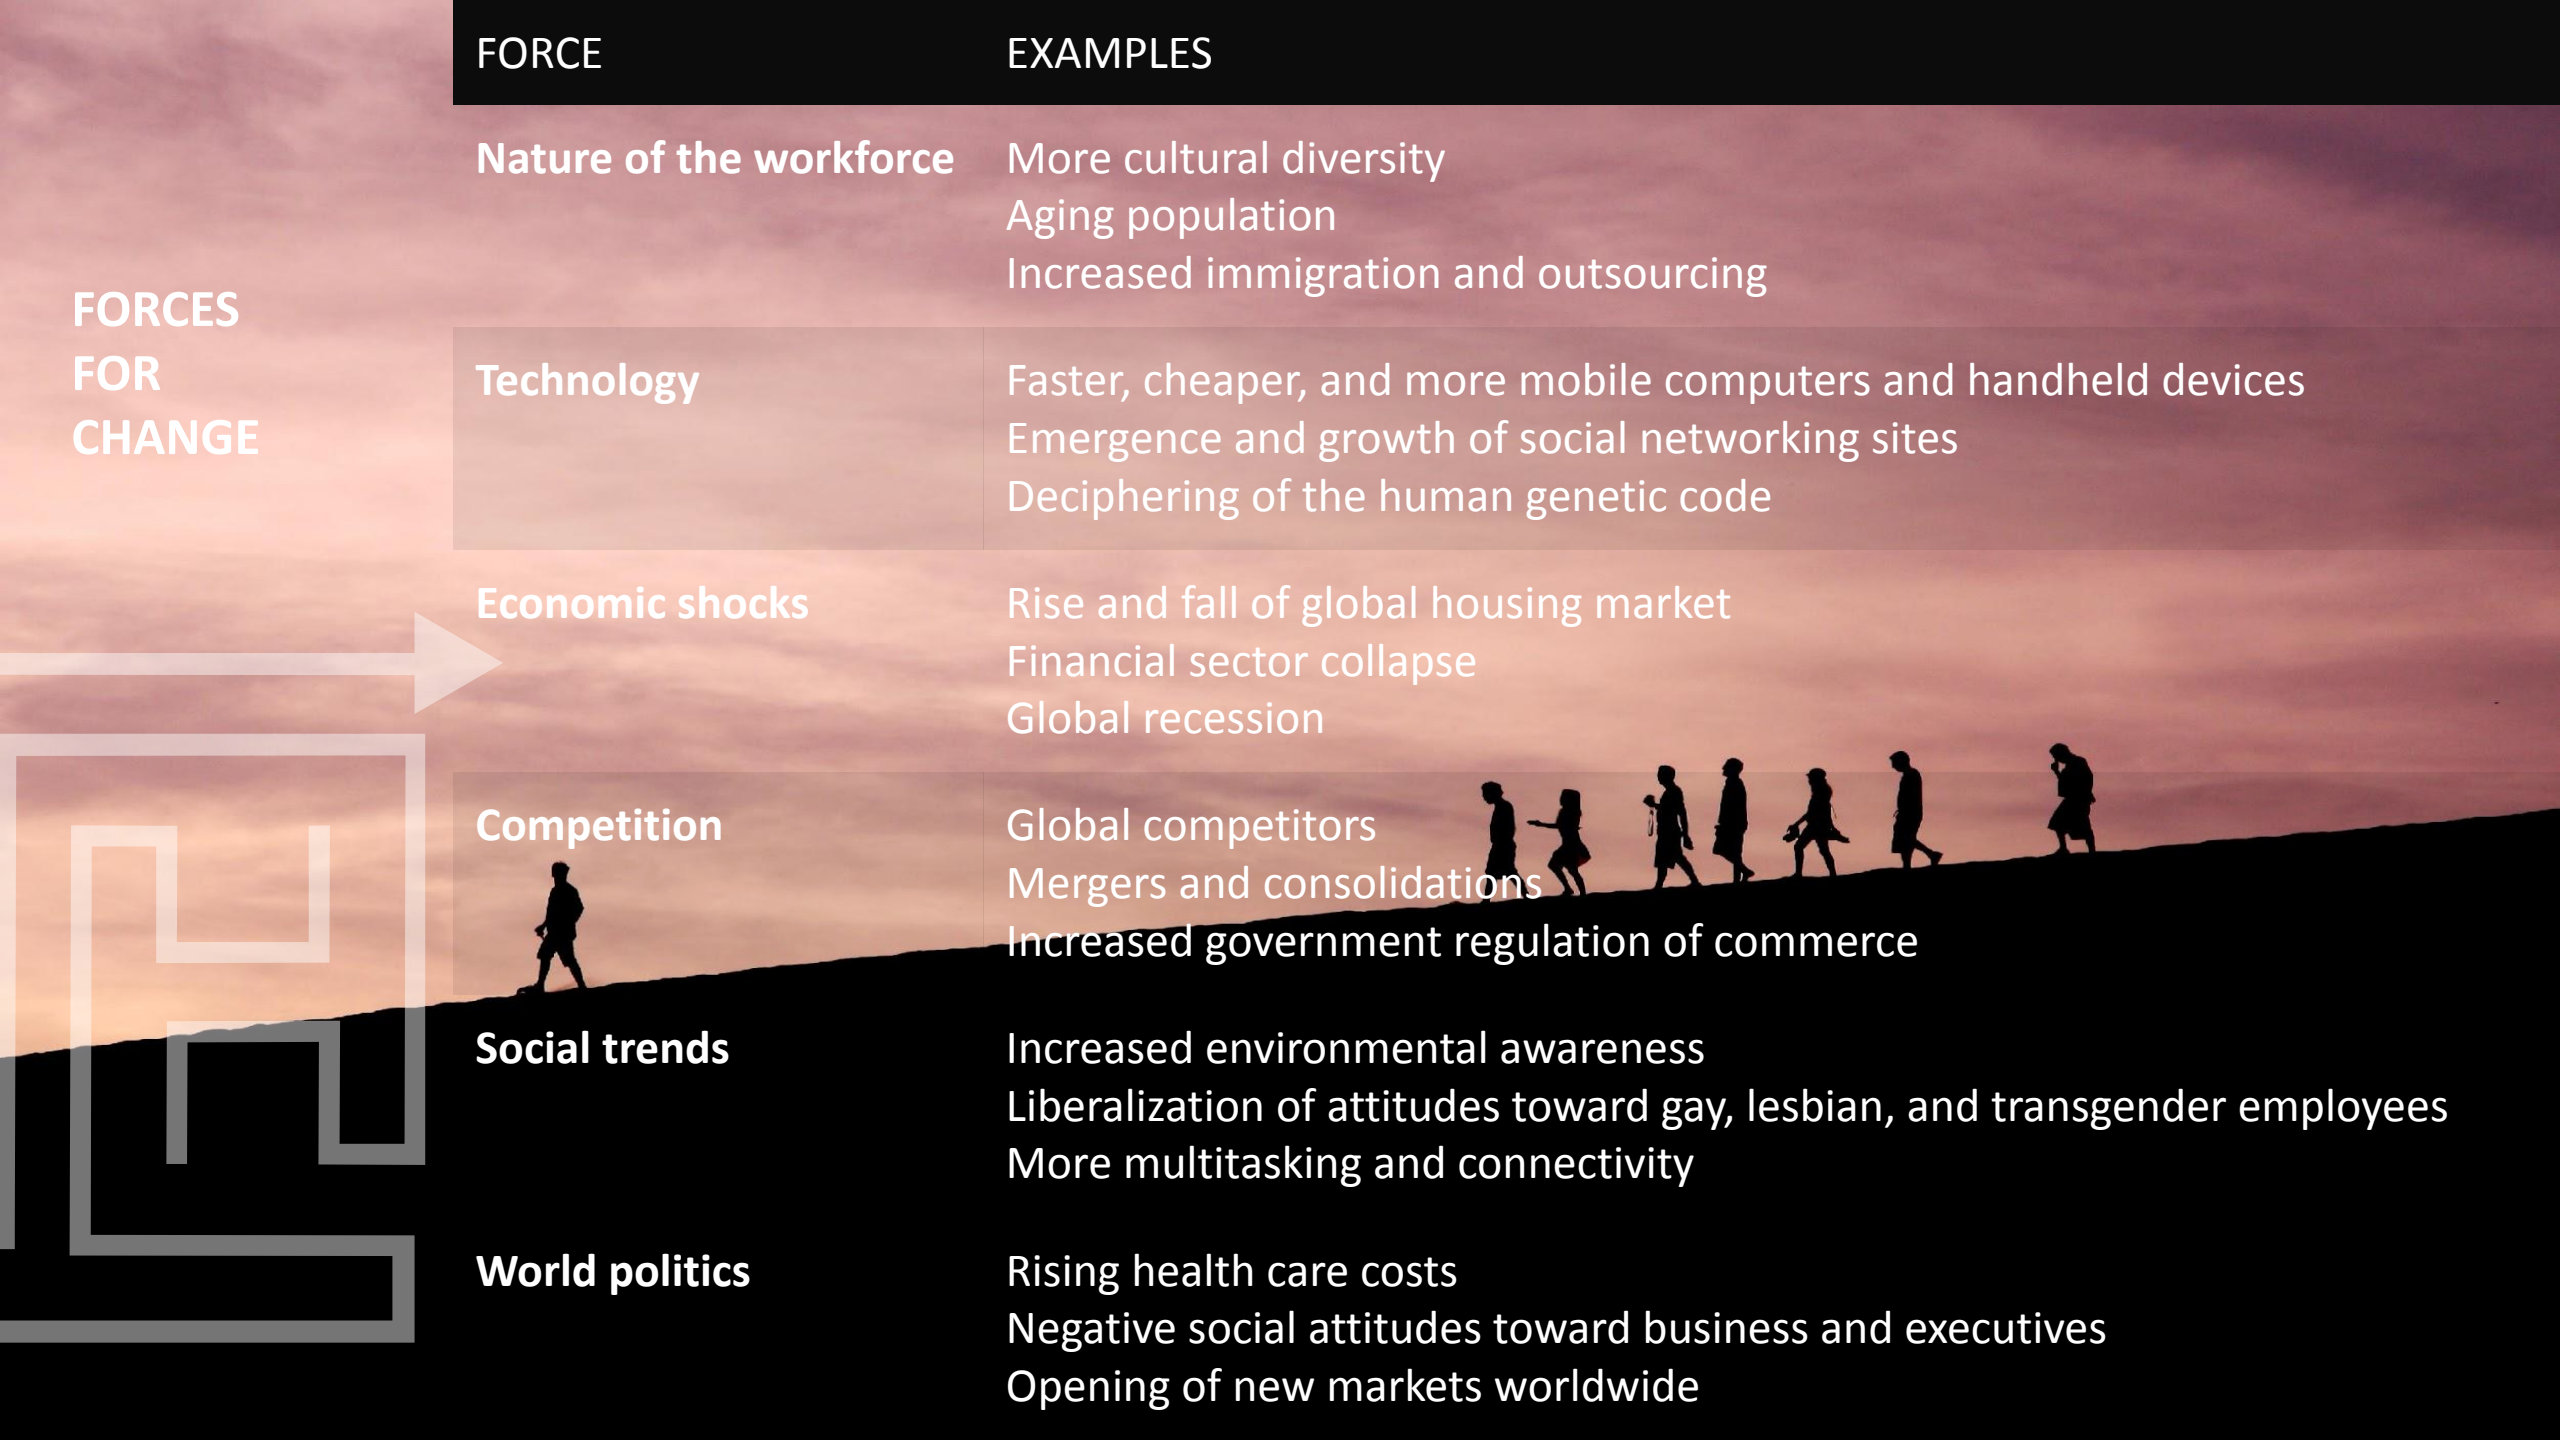 FORCES
FOR
CHANGE
FORCE
EXAMPLES
Nature of the workforce
More cultural diversity
Aging population
Increased immigration and outsourcing
Technology
Faster, cheaper, and more mobile computers and handheld devices
Emergence and growth of social networking sites
Deciphering of the human genetic code
Economic shocks
Rise and fall of global housing market
Financial sector collapse
Global recession
Competition
Global competitors
Mergers and consolidations
Increased government regulation of commerce
Social trends
Increased environmental awareness
Liberalization of attitudes toward gay, lesbian, and transgender employees
More multitasking and connectivity
World politics
Rising health care costs
Negative social attitudes toward business and executives
Opening of new markets worldwide